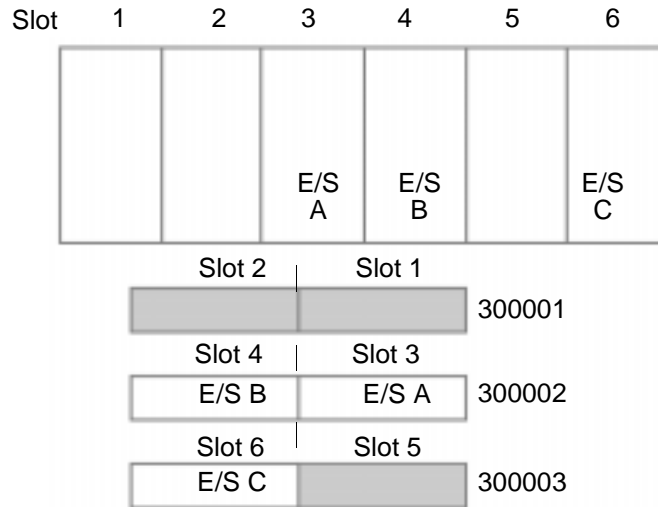 Slot 1 2 3 4 5 6
E/S A E/S B E/S C
Slot 2 Slot 1
300001
Slot 4 Slot 3
E/S B E/S A 300002
Slot 6 Slot 5
E/S C 300003